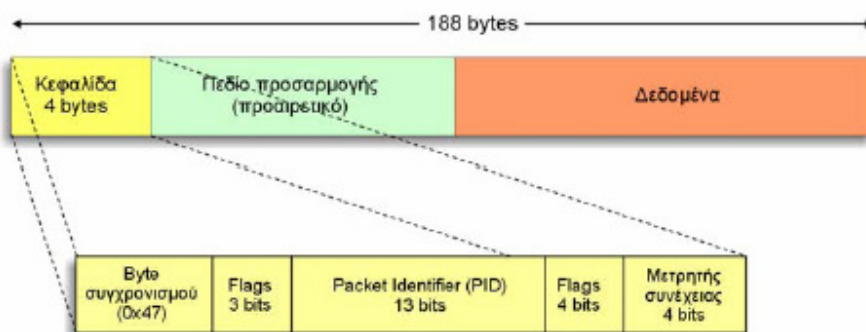 188 bytes
Κεφαλίδα
4 bytes
Πεδίο προσαρμογής
(προαιρετικό)
Δεδομένα
Byte
συγχρονισμού
(0x47)
Flags
3 bits
Packet Identifier (PID)
13 bits
Flags
4 bits
Μετρητής
συνέχειας
4 bits